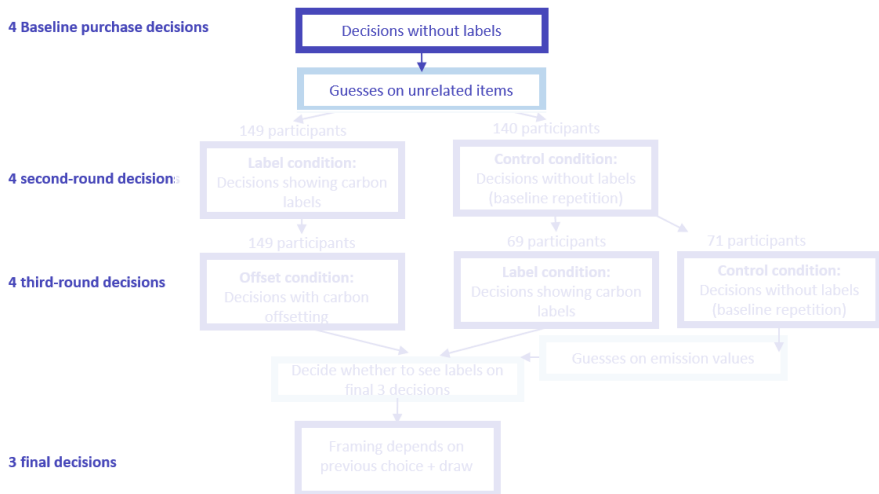 4 Baseline purchase decisions
Decisions without labels
Guesses on unrelated items
149 participants
140 participants
4 second-round decisions
Label condition:
Decisions showing carbon
labels
Control condition:
Decisions without labels
(baseline repetition)
149 participants
69 participants
71 participants
4 third-round decisions
Offset condition:
Decisions with carbon
offsetting
Label condition:
Decisions showing carbon
labels
Control condition:
Decisions without labels
(baseline repetition)
Decide whether to see labels on
final 3 decisions
Guesses on emission values
3 final decisions
Framing depends on
previous choice + draw